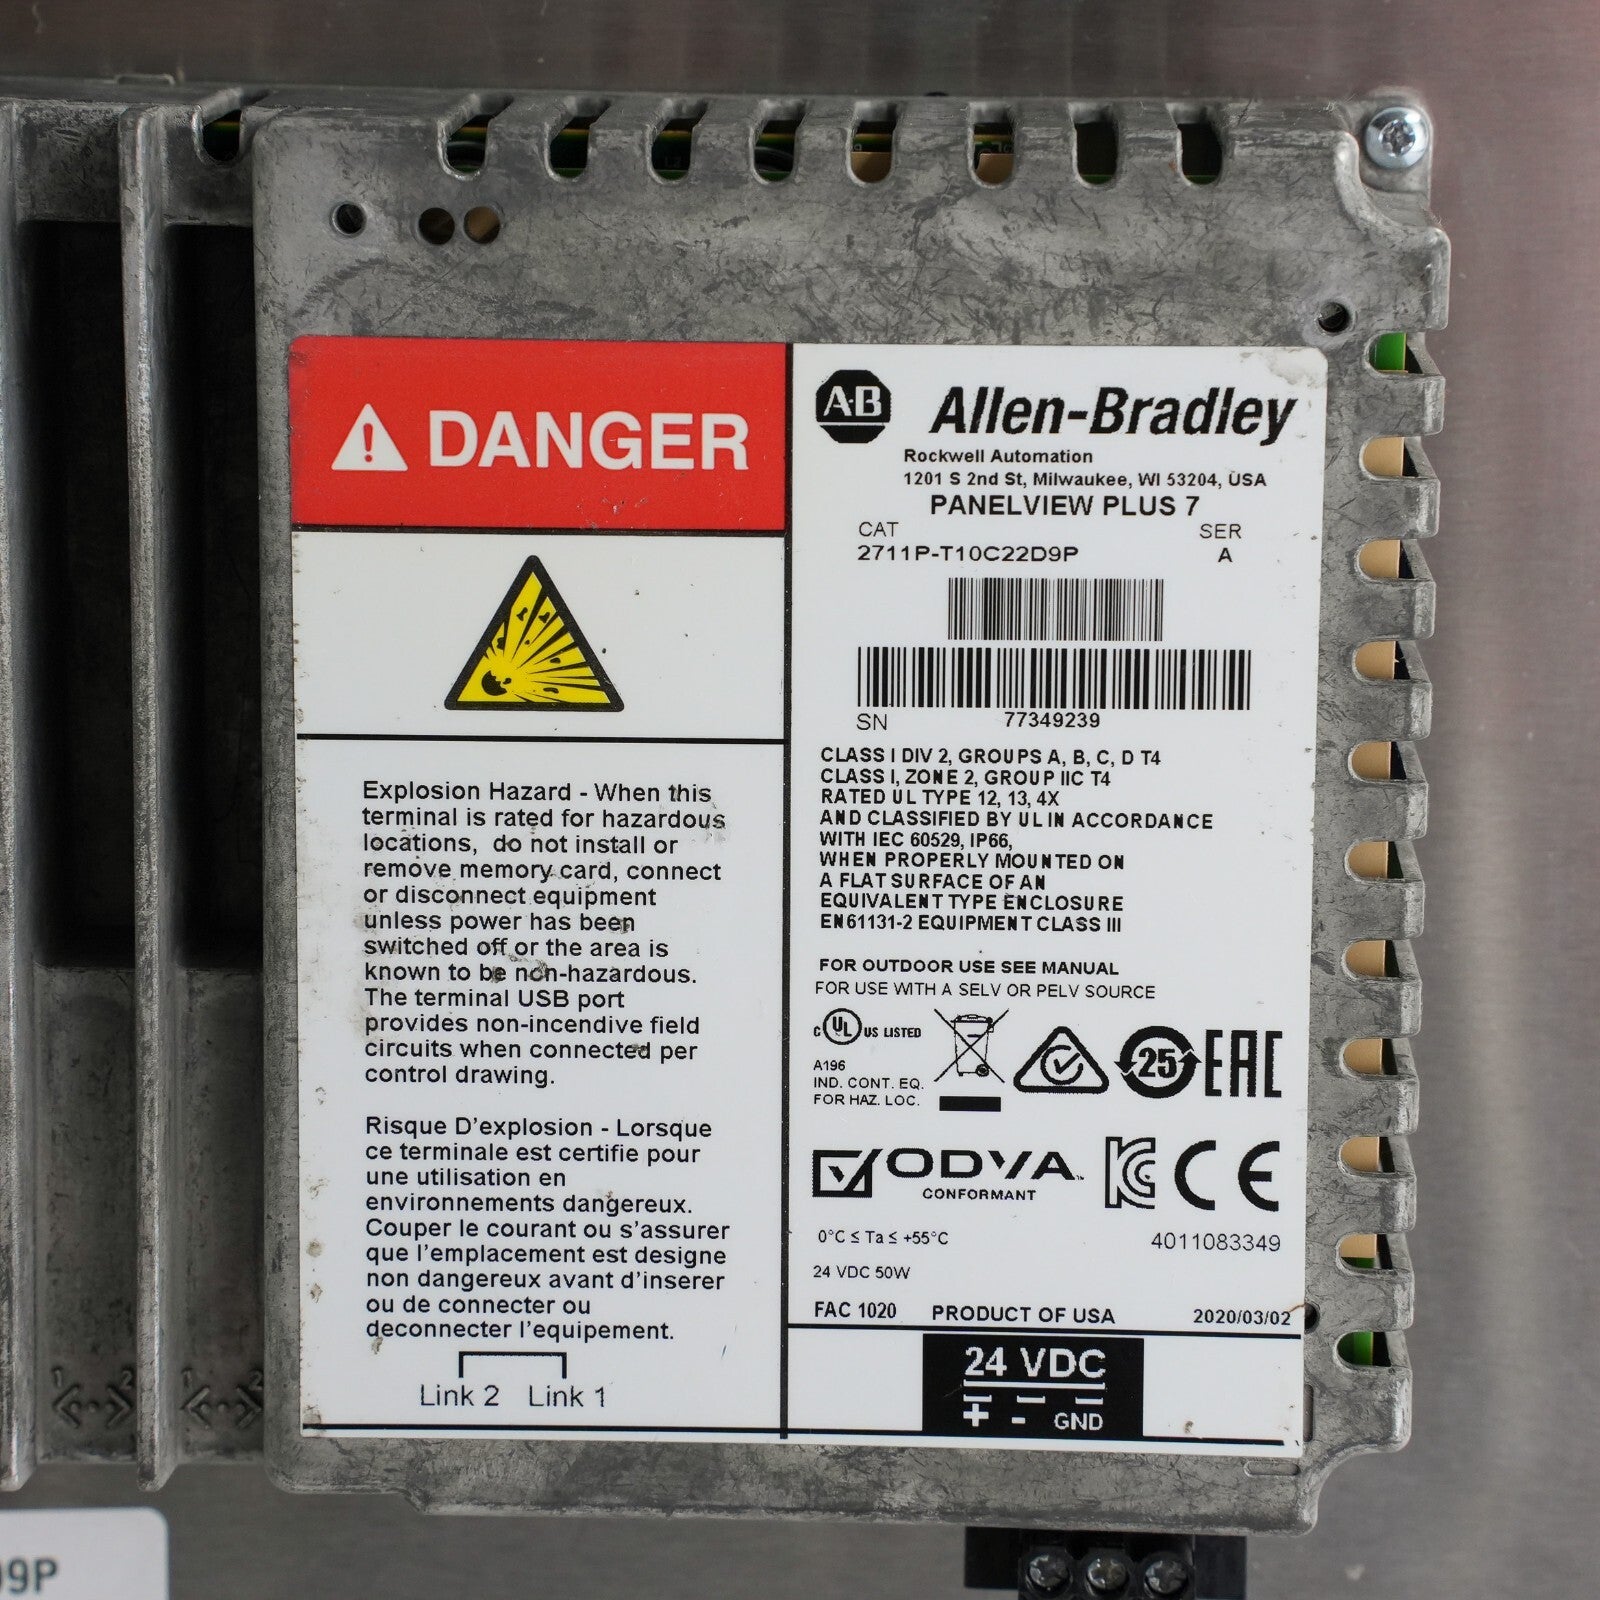 DANGER
Explosion Hazard - When this
terminal is rated for hazardous
locations, do not install or
remove memory card, connect
or disconnect equipment
unless power has been
switched off or the area is
known to be non-hazardous.
The terminal USB port
provides non-incendive field
circuits when connected per
control drawing.
Risque D'explosion - Lorsque
ce terminale est certifie pour
une utilisation en
environnements dangereux.
Couper le courant ou s'assurer
que l'emplacement est designe
non dangereux avant d'inserer
ou de connecter ou
deconnecter l'equipement.
Link 2 Link 1
A-B Allen-Bradley
Rockwell Automation
1201 S 2nd St, Milwaukee, WI 53204, USA
PANELVIEW PLUS 7
CAT SER
2711P-T10C22D9P A
SN 77349239
CLASS I DIV 2, GROUPS A, B, C, D T4
CLASS I, ZONE 2, GROUP IIC T4
RATED UL TYPE 12, 13, 4X
AND CLASSIFIED BY UL IN ACCORDANCE
WITH IEC 60529, IP66,
WHEN PROPERLY MOUNTED ON
A FLAT SURFACE OF AN
EQUIVALENT TYPE ENCLOSURE
EN61131-2 EQUIPMENT CLASS III
FOR OUTDOOR USE SEE MANUAL
FOR USE WITH A SELV OR PELV SOURCE
C UL US LISTED
A196
IND. CONT. EQ.
FOR HAZ. LOC.
25 EAC
ODVA
CONFORMANT
KC CE
0°C ≤ Ta ≤ +55°C 4011083349
24 VDC 50W
FAC 1020 PRODUCT OF USA 2020/03/02
24 VDC
+ - GND
1 2 1 2
9P